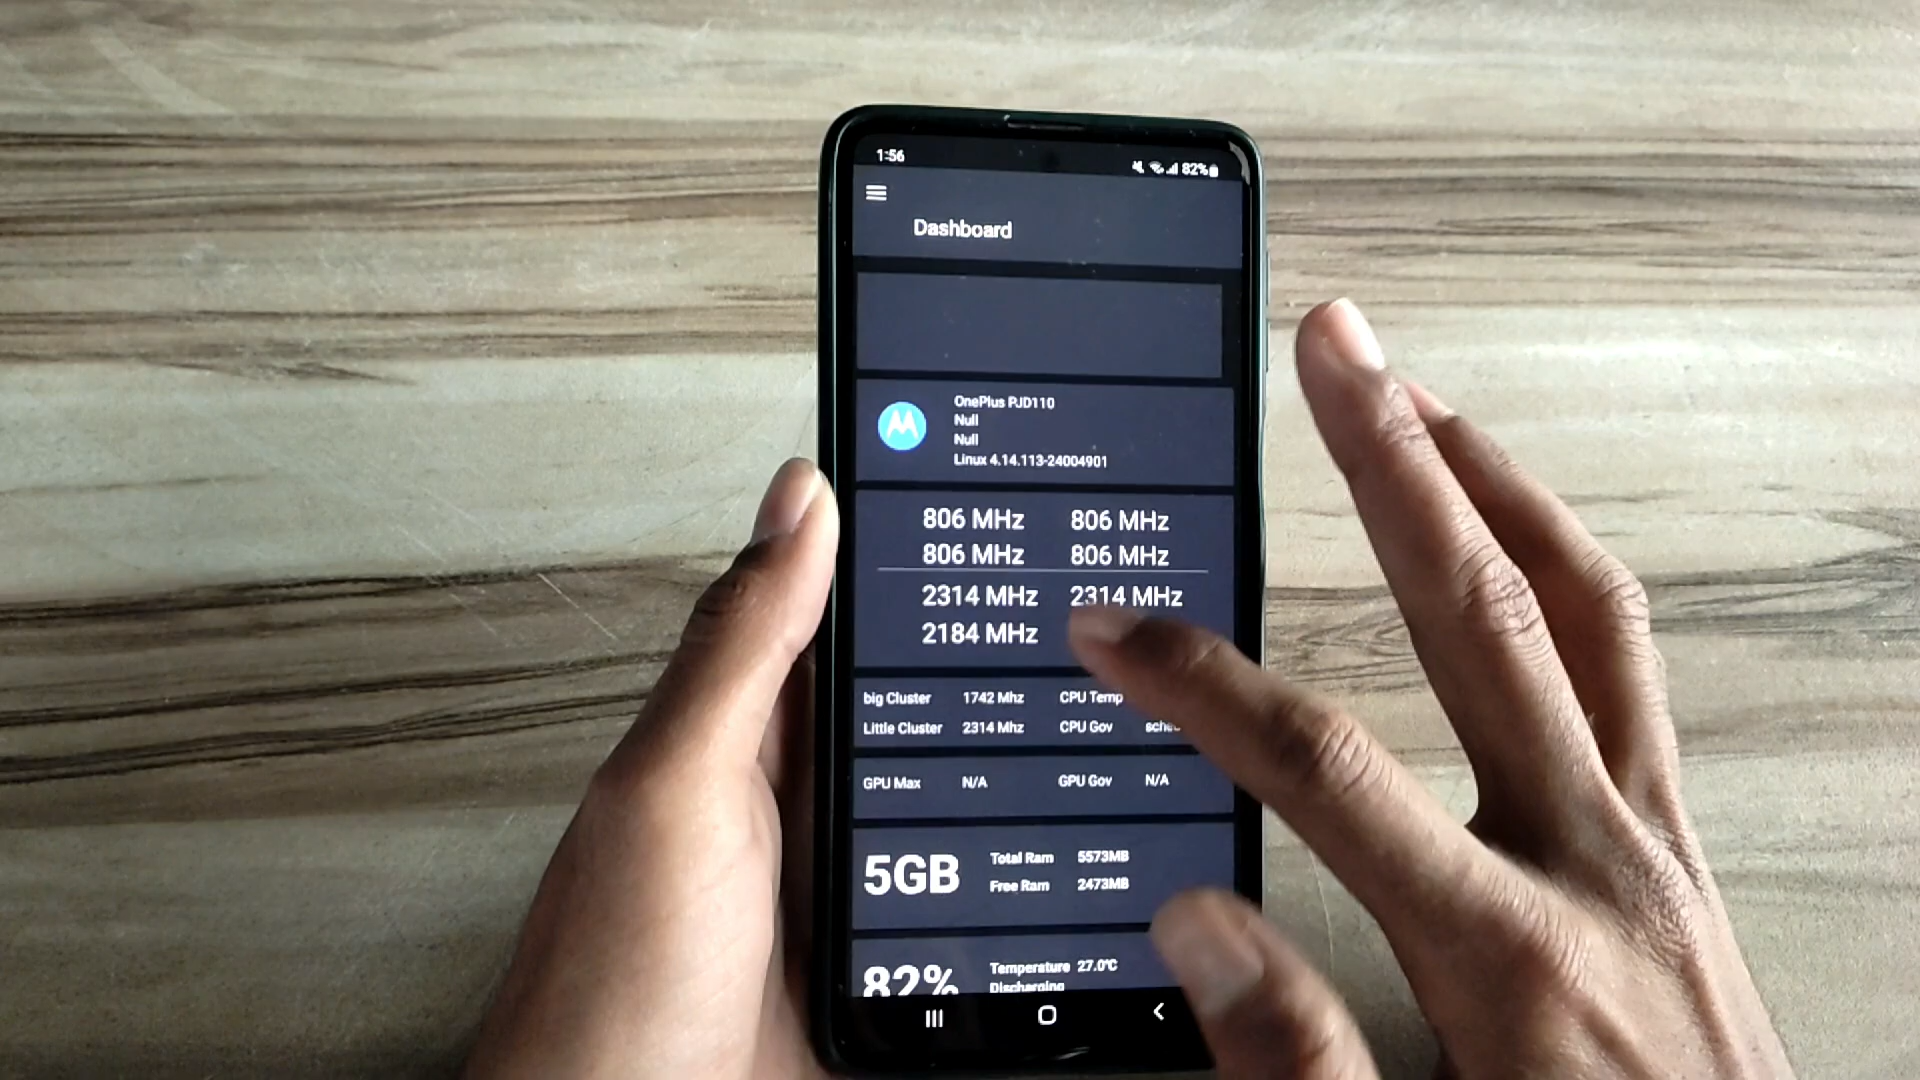 1:56
82%
Dashboard
OnePlus PJD110
Null
Null
Linux 4.14.113-24004901
806 MHz 806 MHz
806 MHz 806 MHz
2314 MHz 2314 MHz
2184 MHz
big Cluster 1742 Mhz CPU Temp
Little Cluster 2314 Mhz CPU Gov
GPU Max N/A GPU Gov N/A
5GB
Total Ram 5573MB
Free Ram 2473MB
82%
Temperature 27.0°C
Discharging